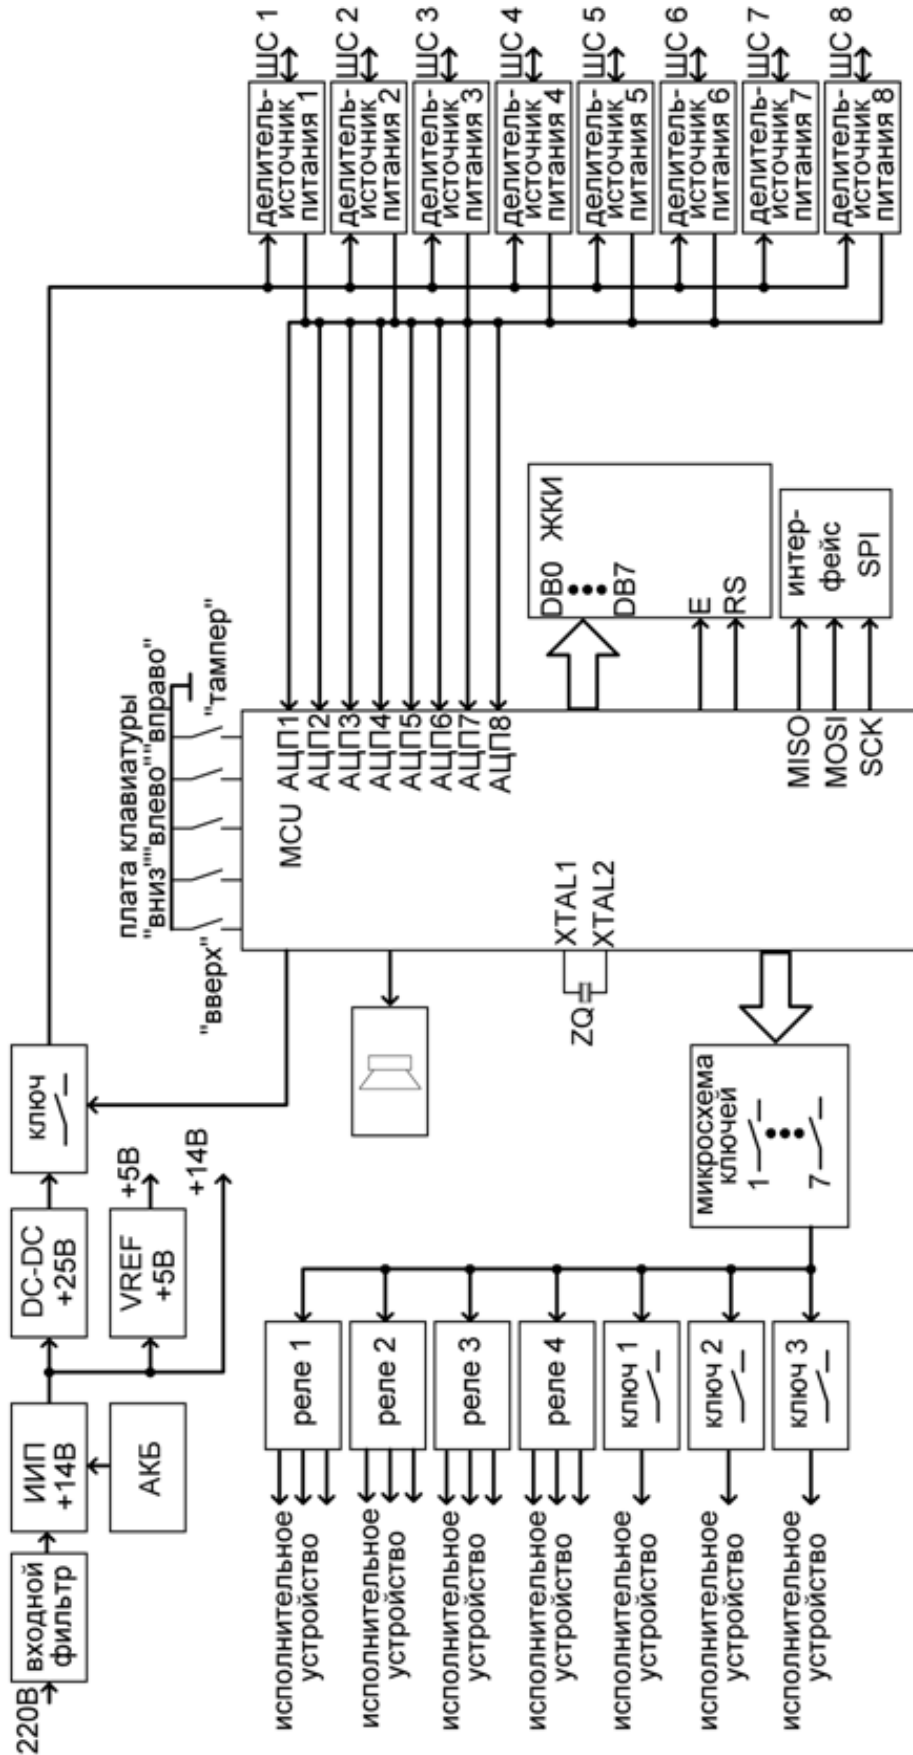 220В
входной
фильтр
ИИП
+14В
АКБ
DC-DC
+25В
VREF
+5В
ключ
+5В
+14В
плата клавиатуры
"вверх"
"вниз"
"влево"
"вправо"
"тампер"
MCU
АЦП1
АЦП2
АЦП3
АЦП4
АЦП5
АЦП6
АЦП7
АЦП8
XTAL1
XTAL2
ZQ
MISO
MOSI
SCK
DB0
DB7
ЖКИ
E
RS
интер-
фейс
SPI
делитель-
источник
питания 1
ШС 1
делитель-
источник
питания 2
ШС 2
делитель-
источник
питания 3
ШС 3
делитель-
источник
питания 4
ШС 4
делитель-
источник
питания 5
ШС 5
делитель-
источник
питания 6
ШС 6
делитель-
источник
питания 7
ШС 7
делитель-
источник
питания 8
ШС 8
микросхема
ключей
1
7
реле 1
реле 2
реле 3
реле 4
ключ 1
ключ 2
ключ 3
исполнительное
устройство
исполнительное
устройство
исполнительное
устройство
исполнительное
устройство
исполнительное
устройство
исполнительное
устройство
исполнительное
устройство